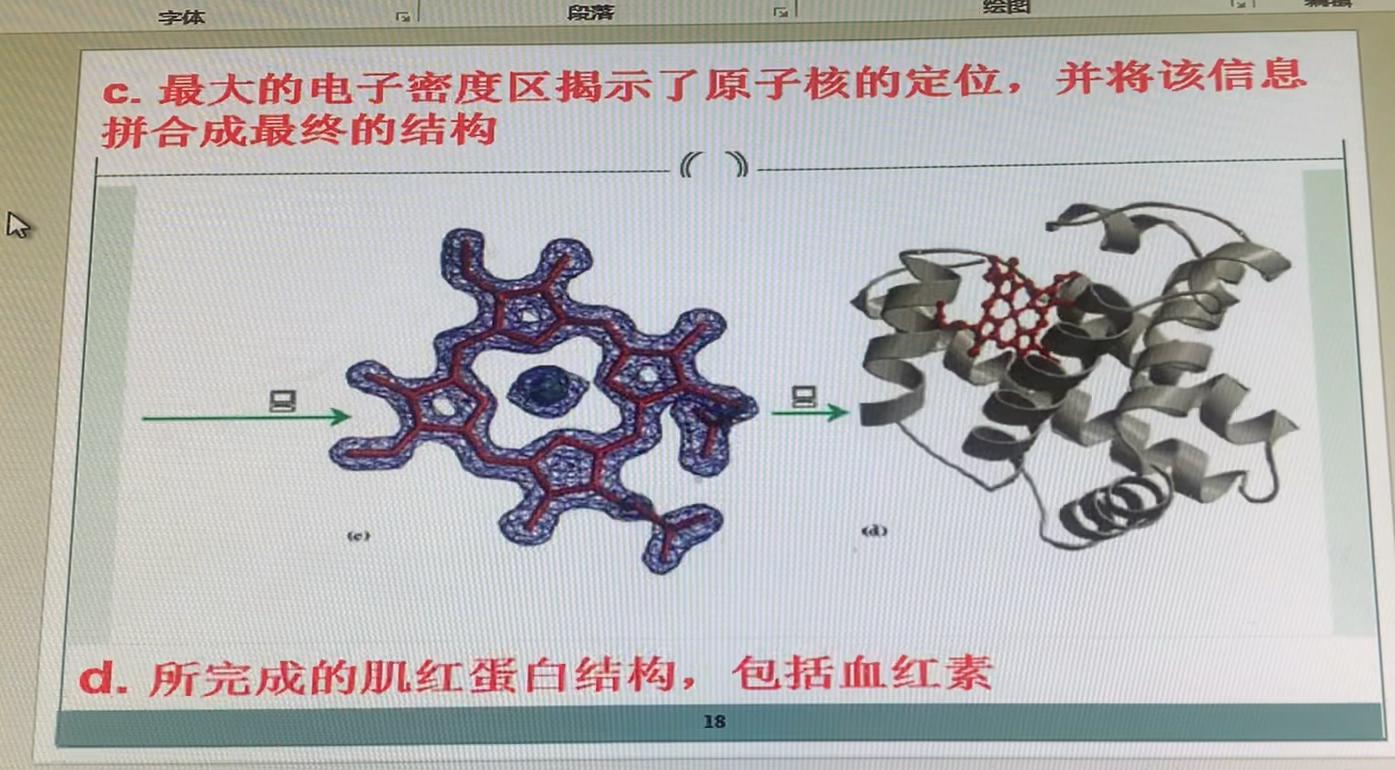 字体
段落
绘图
编辑
c. 最大的电子密度区揭示了原子核的定位，并将该信息
拼合成最终的结构
(c)
(d)
d. 所完成的肌红蛋白结构，包括血红素
18